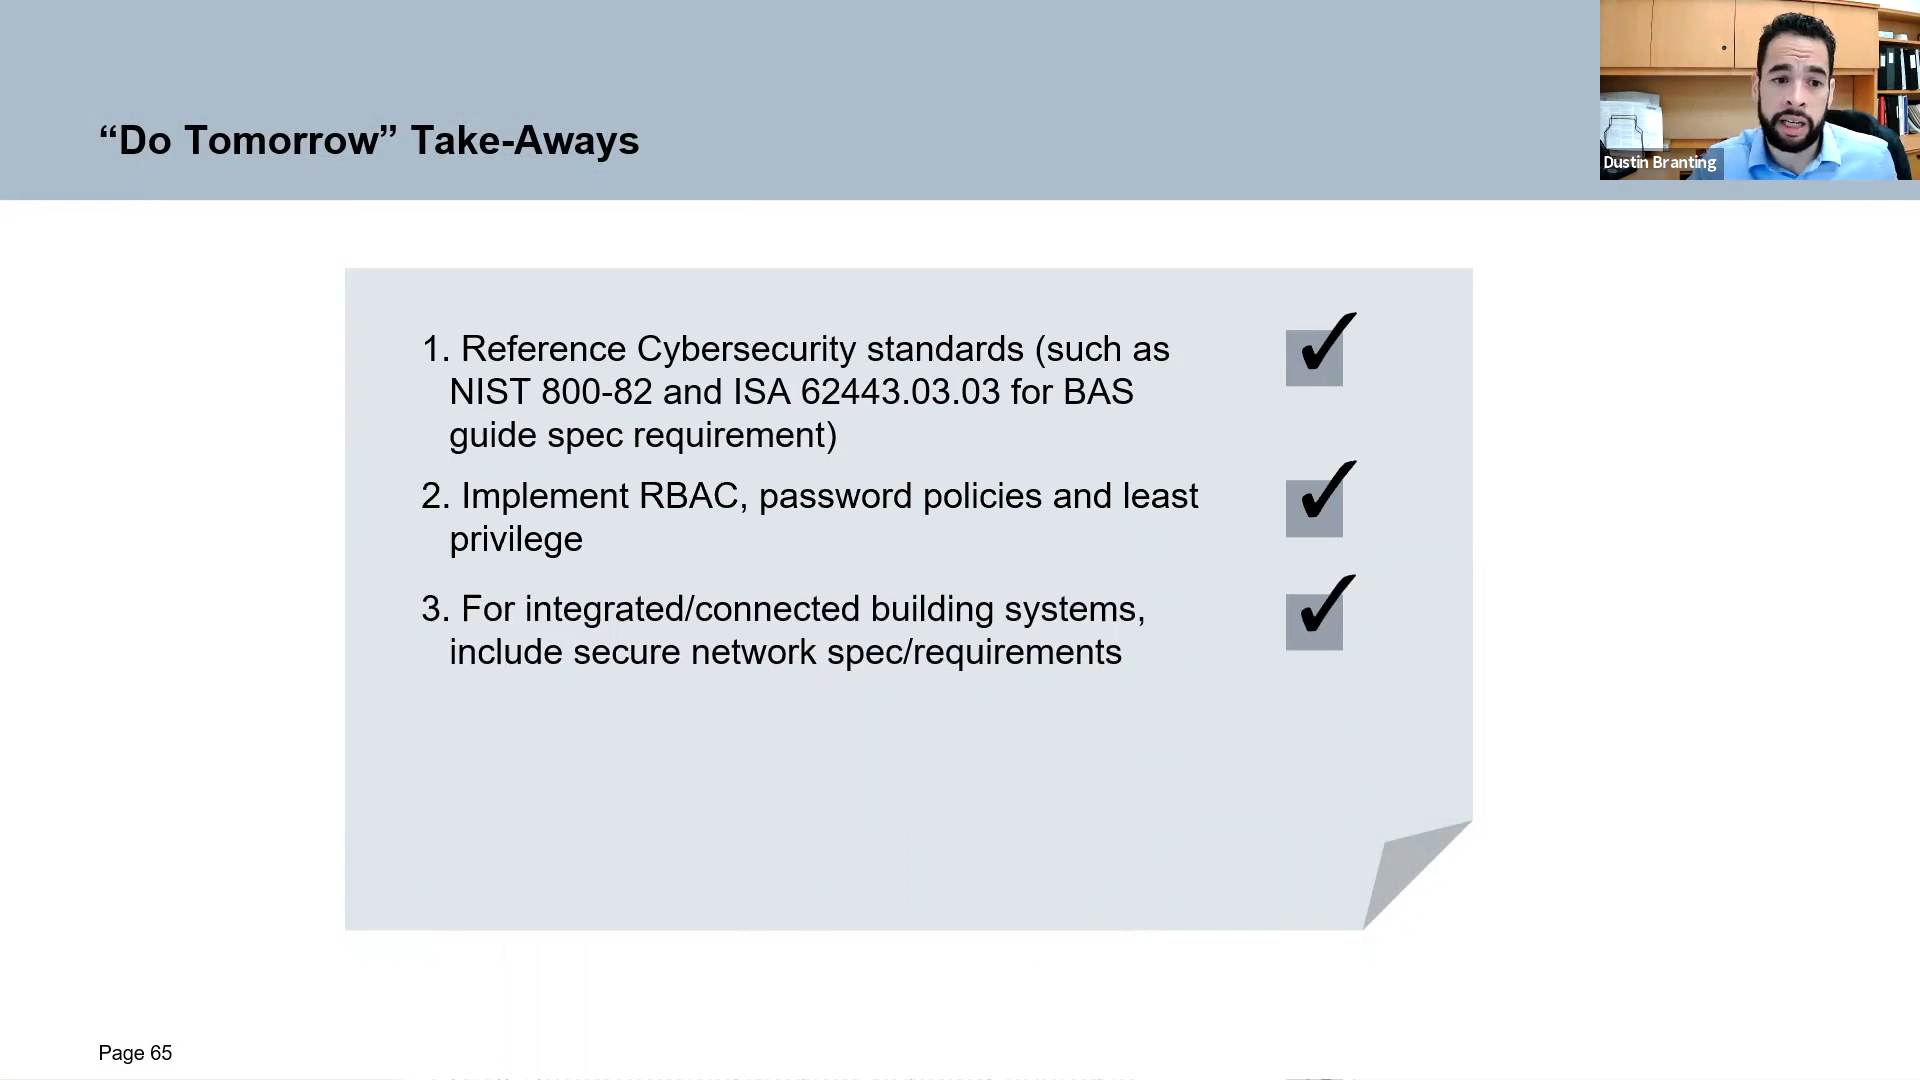 “Do Tomorrow” Take-Aways
Dustin Branting
1. Reference Cybersecurity standards (such as
NIST 800-82 and ISA 62443.03.03 for BAS
guide spec requirement)
2. Implement RBAC, password policies and least
privilege
3. For integrated/connected building systems,
include secure network spec/requirements
Page 65